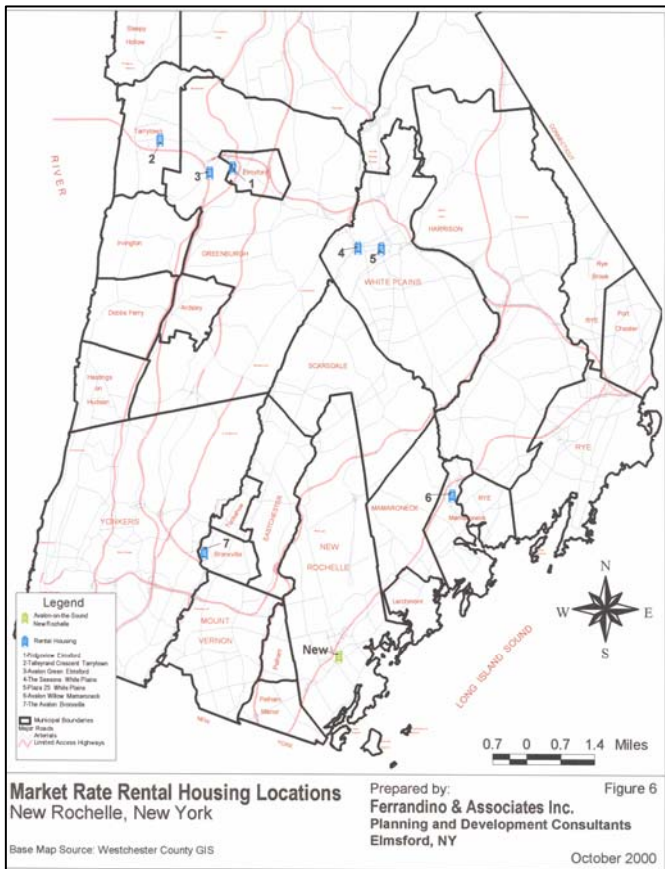 Sleepy
Hollow
Tarrytown
2
3
Elmsford
1
CONNECTICUT
RIVER
Irvington
GREENBURGH
HARRISON
4
5
WHITE PLAINS
Rye
Brook
RYE
Port
Chester
Dobbs Ferry
Ardsley
Hastings
on
Hudson
SCARSDALE
RYE
YONKERS
Tuckahoe
EASTCHESTER
7
Bronxville
NEW
ROCHELLE
MAMARONECK
6
RYE
Mamaroneck
MOUNT
VERNON
Pelham
Larchmont
New
Pelham
Manor
NEW
YORK
LONG ISLAND SOUND
N
W
E
S
Legend
Avalon-on-the-Sound
New Rochelle
Rental Housing
1-Ridgeview Elmsford
2-Talleyrand Crescent Tarrytown
3-Avalon Green Elmsford
4-The Seasons White Plains
5-Plaza 25 White Plains
6-Avalon Willow Mamaroneck
7-The Avalon Bronxville
Municipal Boundaries
Major Roads
Arterials
Limited Access Highways
0.7 0 0.7 1.4 Miles
Market Rate Rental Housing Locations
New Rochelle, New York
Base Map Source: Westchester County GIS
Prepared by:
Figure 6
Ferrandino & Associates Inc.
Planning and Development Consultants
Elmsford, NY
October 2000